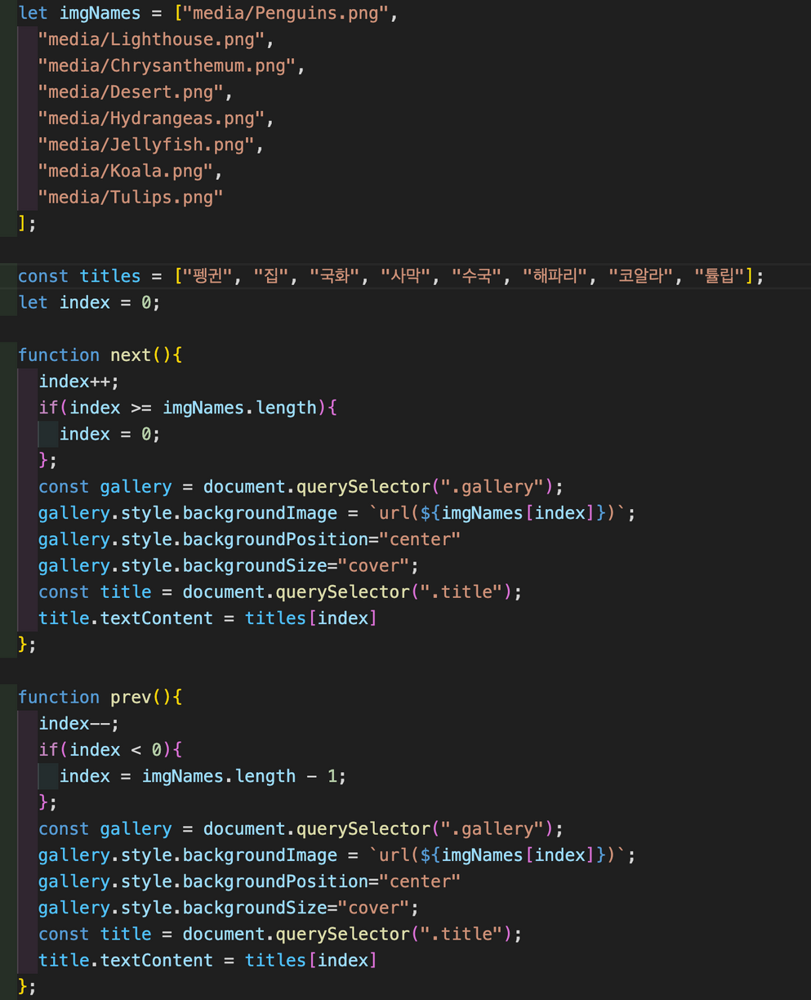 let imgNames = ["media/Penguins.png",
"media/Lighthouse.png",
"media/Chrysanthemum.png",
"media/Desert.png",
"media/Hydrangeas.png",
"media/Jellyfish.png",
"media/Koala.png",
"media/Tulips.png"
];
const titles = ["펭귄", "집", "국화", "사막", "수국", "해파리", "코알라", "튤립"];
let index = 0;
function next(){
index++;
if(index >= imgNames.length){
index = 0;
};
const gallery = document.querySelector(".gallery");
gallery.style.backgroundImage = `url(${imgNames[index]})`;
gallery.style.backgroundPosition="center"
gallery.style.backgroundSize="cover";
const title = document.querySelector(".title");
title.textContent = titles[index]
};
function prev(){
index--;
if(index < 0){
index = imgNames.length - 1;
};
const gallery = document.querySelector(".gallery");
gallery.style.backgroundImage = `url(${imgNames[index]})`;
gallery.style.backgroundPosition="center"
gallery.style.backgroundSize="cover";
const title = document.querySelector(".title");
title.textContent = titles[index]
};